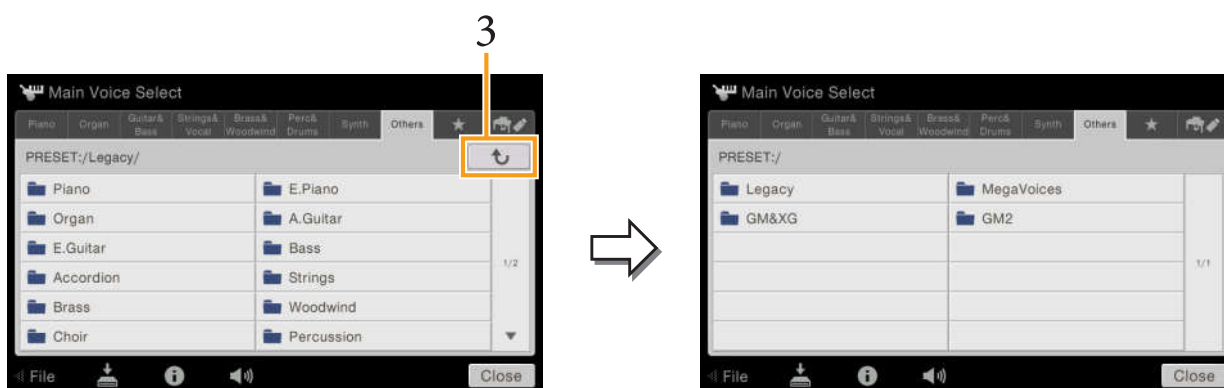 3
Main Voice Select
Piano Organ Guitar& Bass Strings& Vocal Brass& Woodwind Perc& Drums Synth Others
PRESET:/Legacy/
Piano E.Piano
Organ A.Guitar
E.Guitar Bass
Accordion Strings
1/2
Brass Woodwind
Choir Percussion
File Close
Main Voice Select
Piano Organ Guitar& Bass Strings& Vocal Brass& Woodwind Perc& Drums Synth Others
PRESET:/
Legacy MegaVoices
GM&XG GM2
1/1
File Close